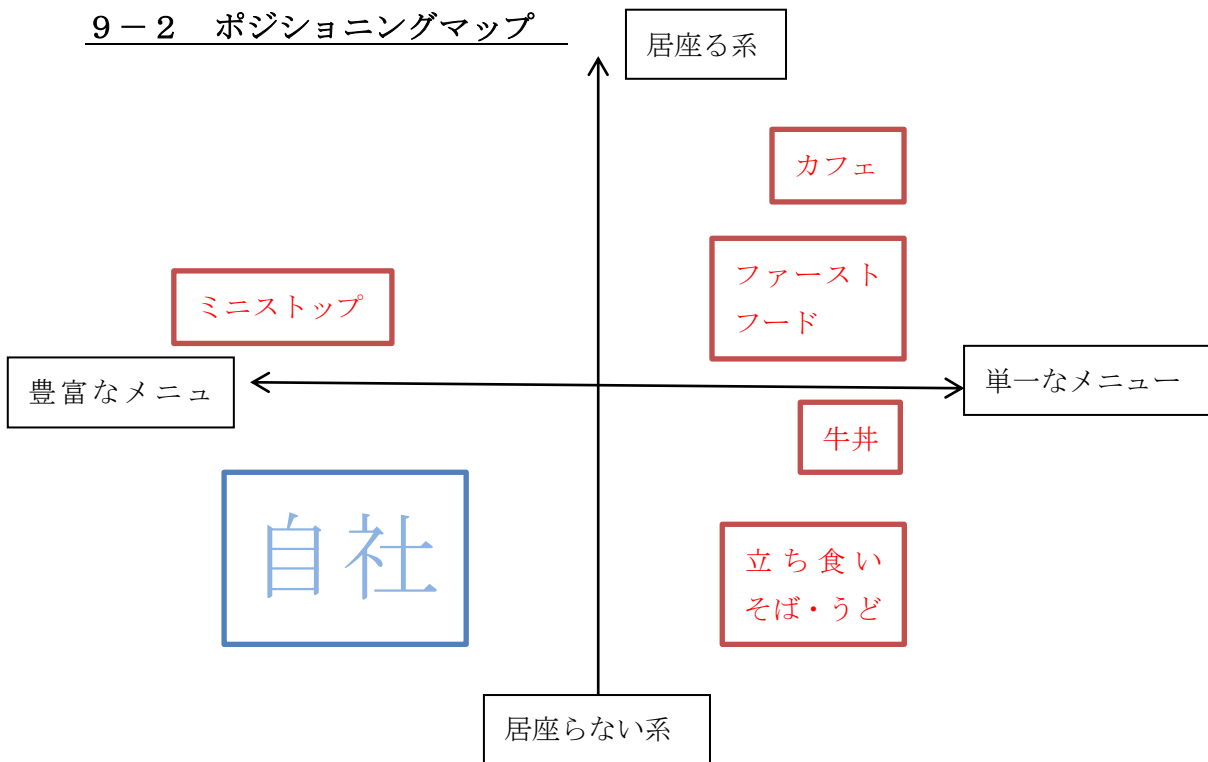 9-2 ポジショニングマップ
居座る系
カフェ
ファースト
フード
ミニストップ
豊富なメニュ
単一なメニュー
牛丼
自社
立ち食い
そば・うど
居座らない系